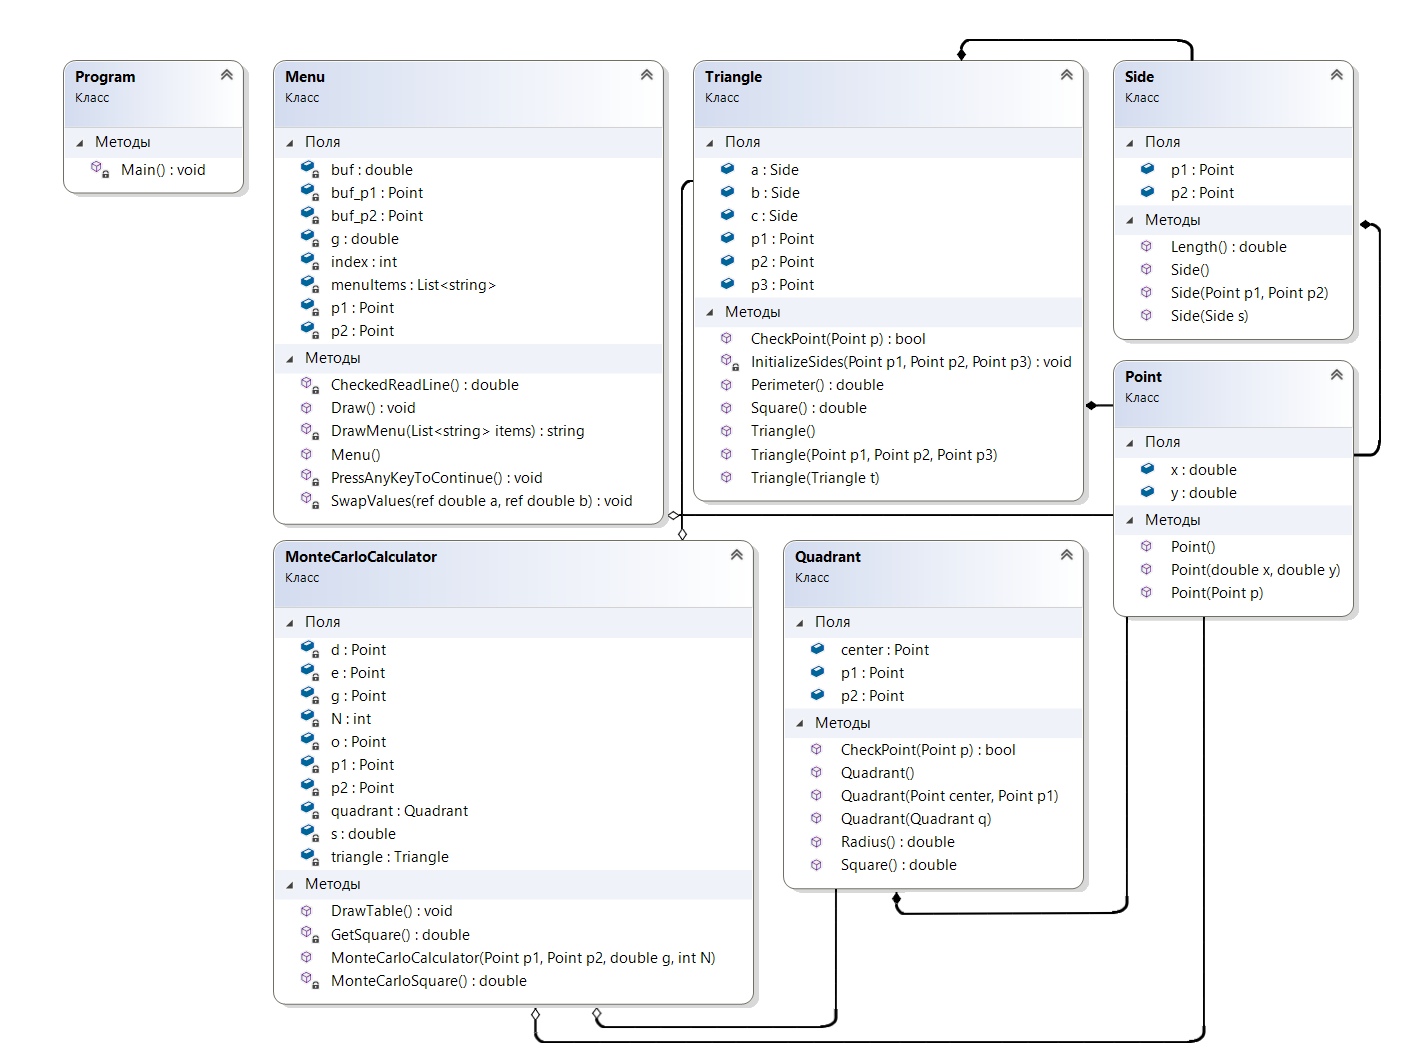 Program
Класс
Методы
Main() : void
Menu
Класс
Поля
buf : double
buf_p1 : Point
buf_p2 : Point
g : double
index : int
menuItems : List<string>
p1 : Point
p2 : Point
Методы
CheckedReadLine() : double
Draw() : void
DrawMenu(List<string> items) : string
Menu()
PressAnyKeyToContinue() : void
SwapValues(ref double a, ref double b) : void
Triangle
Класс
Поля
a : Side
b : Side
c : Side
p1 : Point
p2 : Point
p3 : Point
Методы
CheckPoint(Point p) : bool
InitializeSides(Point p1, Point p2, Point p3) : void
Perimeter() : double
Square() : double
Triangle()
Triangle(Point p1, Point p2, Point p3)
Triangle(Triangle t)
Side
Класс
Поля
p1 : Point
p2 : Point
Методы
Length() : double
Side()
Side(Point p1, Point p2)
Side(Side s)
Point
Класс
Поля
x : double
y : double
Методы
Point()
Point(double x, double y)
Point(Point p)
MonteCarloCalculator
Класс
Поля
d : Point
e : Point
g : Point
N : int
o : Point
p1 : Point
p2 : Point
quadrant : Quadrant
s : double
triangle : Triangle
Методы
DrawTable() : void
GetSquare() : double
MonteCarloCalculator(Point p1, Point p2, double g, int N)
MonteCarloSquare() : double
Quadrant
Класс
Поля
center : Point
p1 : Point
p2 : Point
Методы
CheckPoint(Point p) : bool
Quadrant()
Quadrant(Point center, Point p1)
Quadrant(Quadrant q)
Radius() : double
Square() : double